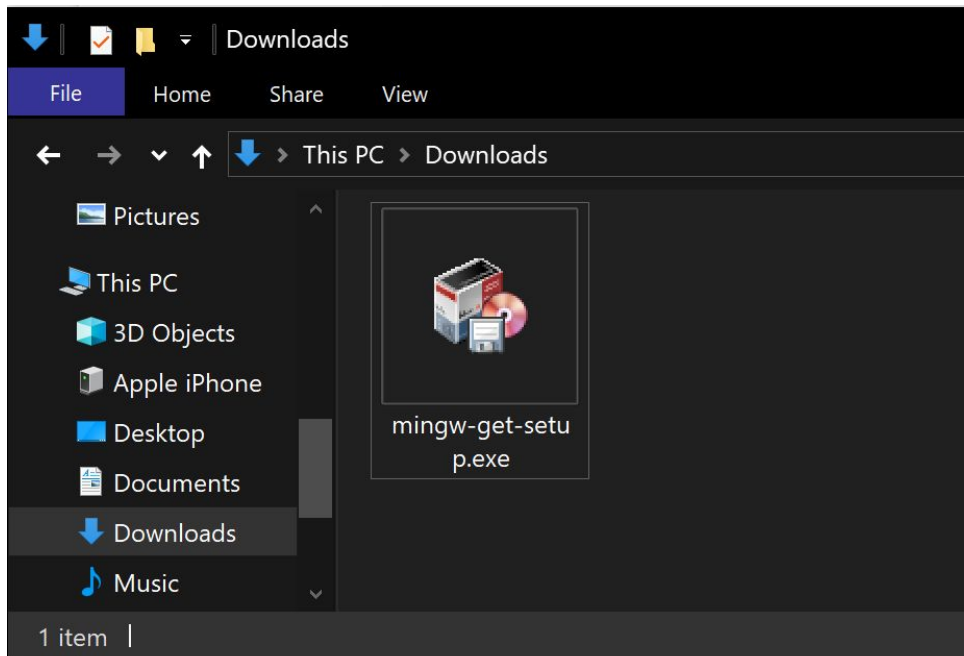 Downloads
File Home Share View
This PC > Downloads
Pictures
This PC
3D Objects
Apple iPhone
Desktop
Documents
Downloads
Music
mingw-get-setu
p.exe
1 item